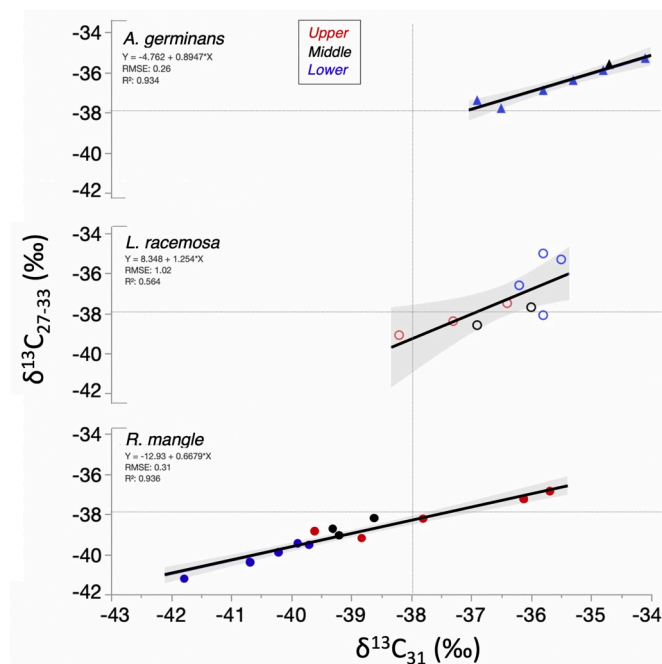 A. germinans
Y = -4.762 + 0.8947*X
RMSE: 0.26
R²: 0.934
Upper
Middle
Lower
-34
-36
-38
-40
-42
L. racemosa
Y = 8.348 + 1.254*X
RMSE: 1.02
R²: 0.564
-34
-36
-38
-40
-42
R. mangle
Y = -12.93 + 0.6679*X
RMSE: 0.31
R²: 0.936
-34
-36
-38
-40
-42
δ¹³C₂₇₋₃₃ (‰)
-43 -42 -41 -40 -39 -38 -37 -36 -35 -34
δ¹³C₃₁ (‰)